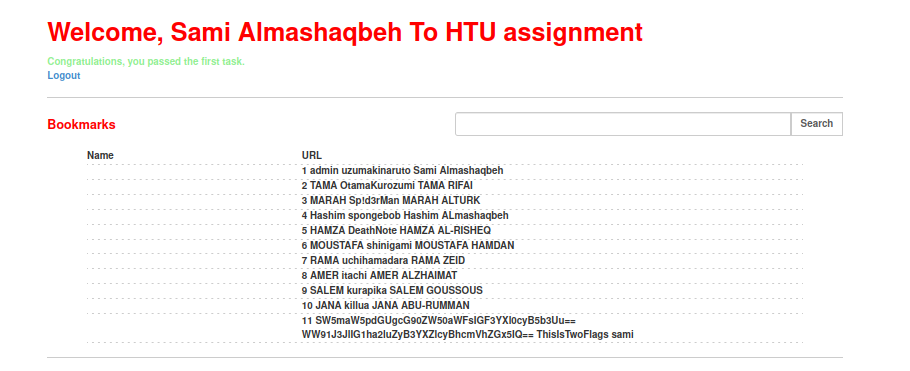 Welcome, Sami Almashaqbeh To HTU assignment
Congratulations, you passed the first task.
Logout
Bookmarks
Search
Name URL
1 admin uzumakinaruto Sami Almashaqbeh
2 TAMA OtamaKurozumi TAMA RIFAI
3 MARAH Sp!d3rMan MARAH ALTURK
4 Hashim spongebob Hashim ALmashaqbeh
5 HAMZA DeathNote HAMZA AL-RISHEQ
6 MOUSTAFA shinigami MOUSTAFA HAMDAN
7 RAMA uchihamadara RAMA ZEID
8 AMER itachi AMER ALZHAIMAT
9 SALEM kurapika SALEM GOUSSOUS
10 JANA killua JANA ABU-RUMMAN
11
ThisIsTwoFlags sami